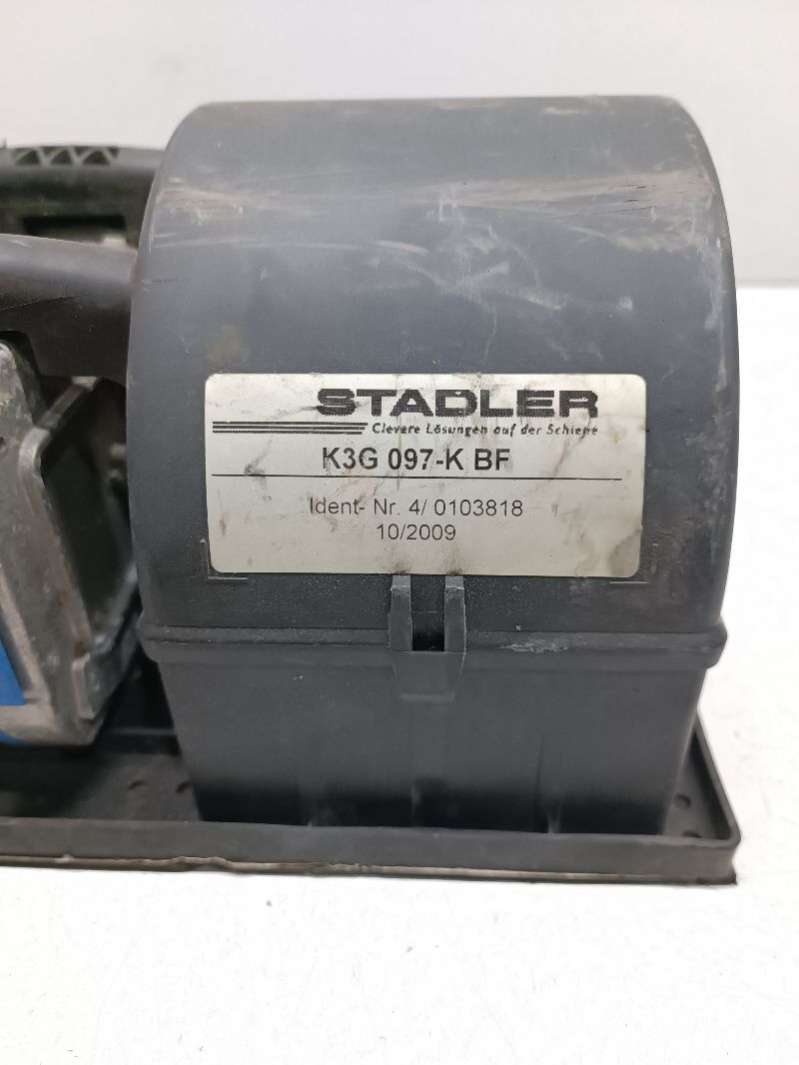 STADLER
Clevere Lösungen auf der Schiene
K3G 097-K BF
Ident- Nr. 4/ 0103818
10/2009